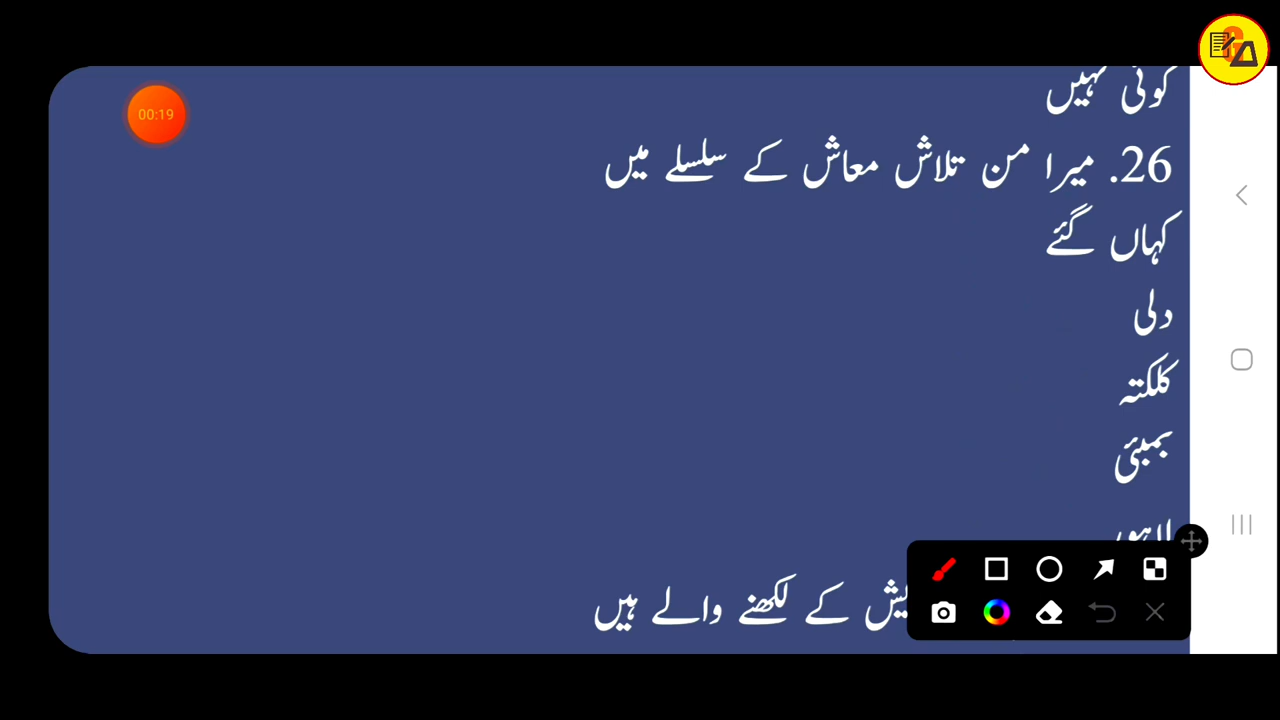 00:19
کوئی نہیں
26. میرا من تلاش معاش کے سلسلے میں
کہاں گئے
دلی
کلکتہ
بمبئی
لاہور
کے لکھنے والے ہیں